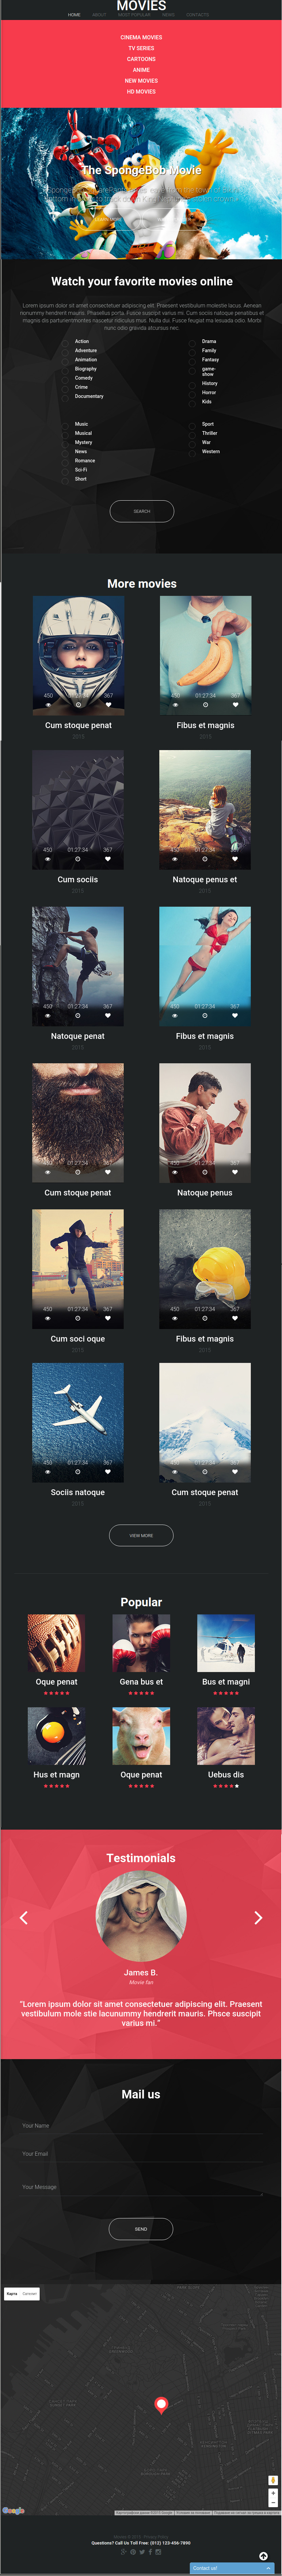 MOVIES
HOME ABOUT MOST POPULAR NEWS CONTACTS
CINEMA MOVIES
TV SERIES
CARTOONS
ANIME
NEW MOVIES
HD MOVIES
The SpongeBob Movie
Watch your favorite movies online
Lorem ipsum dolor sit amet consectetuer adipiscing elit. Praesent vestibulum molestie lacus. Aenean
nonummy hendrerit mauris. Phasellus porta. Fusce suscipit varius mi. Cum sociis natoque penatibus et
magnis dis parturientmontes nascetur ridiculus mus. Nulla dui. Fusce feugiat ma lesuada odio. Morbi
nunc odio gravida atcursus nec.
Action
Adventure
Animation
Biography
Comedy
Crime
Documentary
Drama
Family
Fantasy
game-
show
History
Horror
Kids
Music
Musical
Mystery
News
Romance
Sci-Fi
Short
Sport
Thriller
War
Western
SEARCH
More movies
450 01:27:34 367
450 01:27:34 367
Cum stoque penat
Fibus et magnis
2015
2015
450 01:27:34 367
450 01:27:34 367
Cum sociis
Natoque penus et
2015
2015
450 01:27:34 367
450 01:27:34 367
Natoque penat
Fibus et magnis
2015
2015
450 01:27:34 367
450 01:27:34 367
Cum stoque penat
Natoque penus
450 01:27:34 367
450 01:27:34 367
Cum soci oque
Fibus et magnis
2015
2015
450 01:27:34 367
450 01:27:34 367
Sociis natoque
Cum stoque penat
2015
2015
VIEW MORE
Popular
Oque penat
Gena bus et
Bus et magni
Hus et magn
Oque penat
Uebus dis
Testimonials
James B.
Movie fan
"Lorem ipsum dolor sit amet consectetuer adipiscing elit. Praesent
vestibulum mole stie lacunummy hendrerit mauris. Phsce suscipit
varius mi."
Mail us
Your Name
Your Email
Your Message
SEND
Карта
Google
Questions? Call Us Toll Free: (012) 123-456-7890
Contact us!